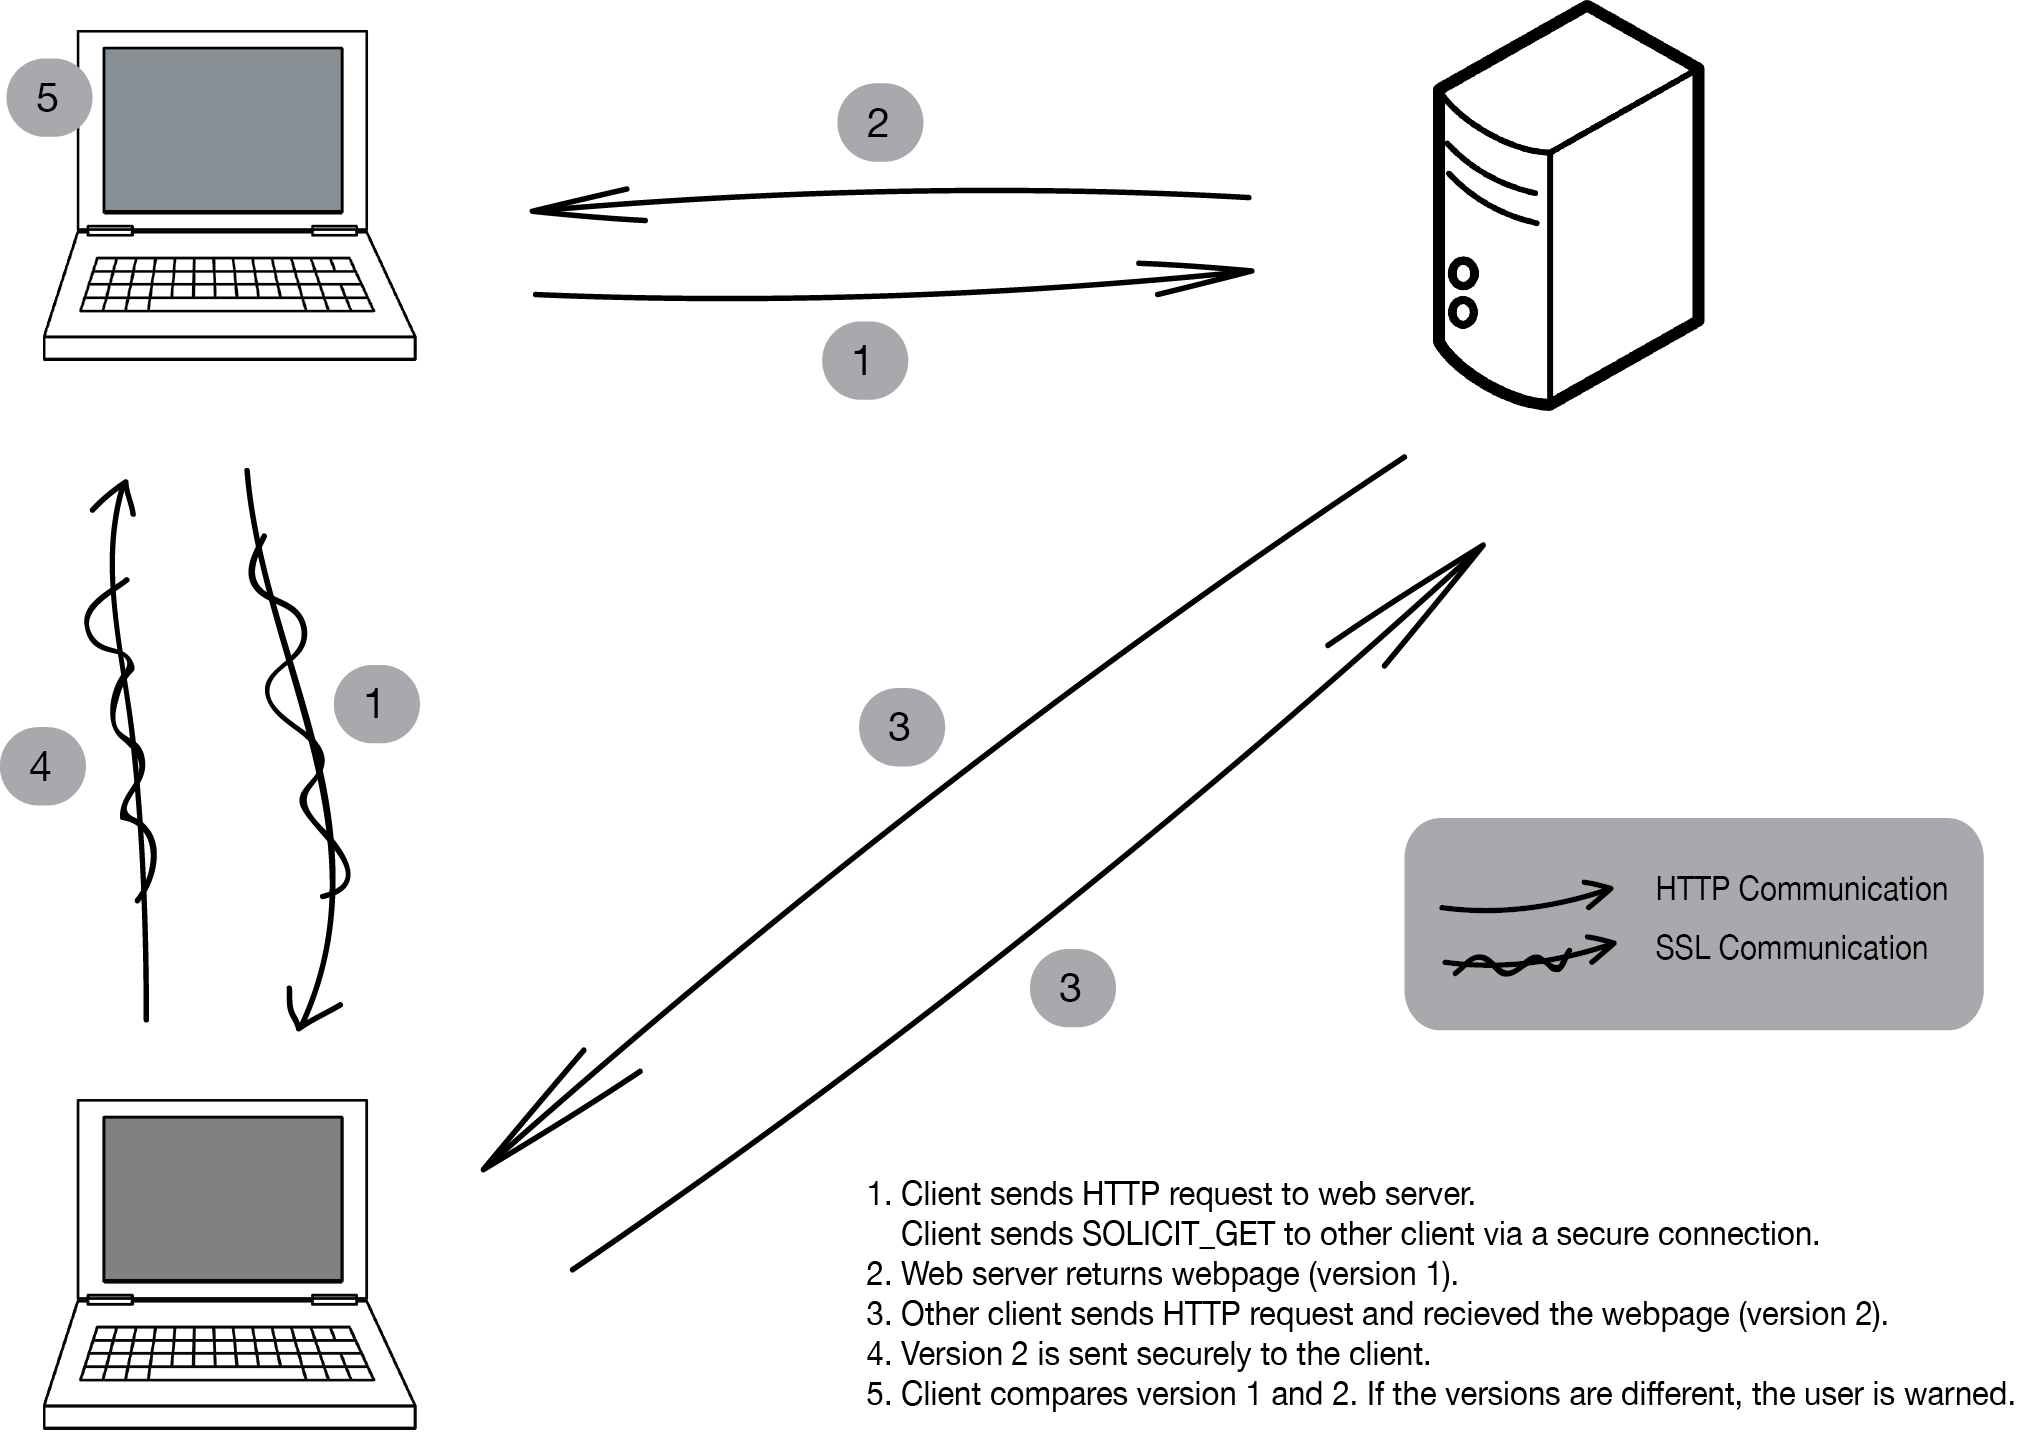 5
2
1
1
4
3
3
HTTP Communication
SSL Communication
1. Client sends HTTP request to web server.
Client sends SOLICIT_GET to other client via a secure connection.
2. Web server returns webpage (version 1).
3. Other client sends HTTP request and recieved the webpage (version 2).
4. Version 2 is sent securely to the client.
5. Client compares version 1 and 2. If the versions are different, the user is warned.